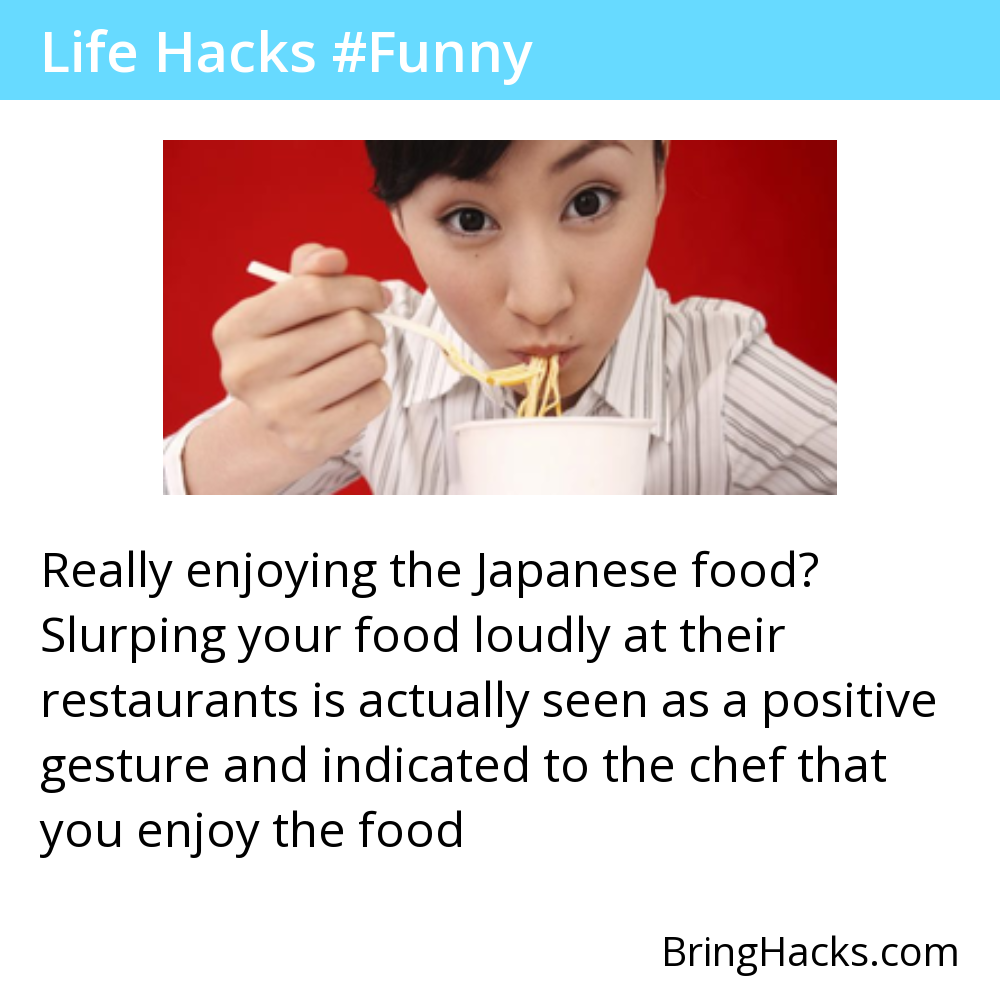 Life Hacks #Funny
Really enjoying the Japanese food?
Slurping your food loudly at their
restaurants is actually seen as a positive
gesture and indicated to the chef that
you enjoy the food
BringHacks.com